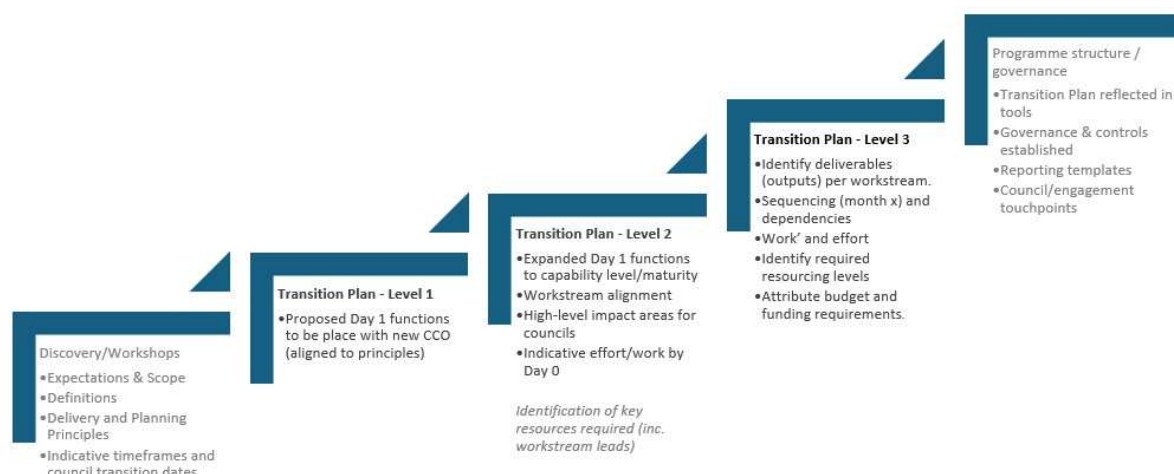 Discovery/Workshops
•Expectations & Scope
•Definitions
•Delivery and Planning
Principles
•Indicative timeframes and
council transition dates
Transition Plan - Level 1
•Proposed Day 1 functions
to be place with new CCO
(aligned to principles)
Transition Plan - Level 2
•Expanded Day 1 functions
to capability level/maturity
•Workstream alignment
•High-level impact areas for
councils
•Indicative effort/work by
Day 0
Identification of key
resources required (inc.
workstream leads)
Transition Plan - Level 3
•Identify deliverables
(outputs) per workstream.
•Sequencing (month x) and
dependencies
•Work’ and effort
•Identify required
resourcing levels
•Attribute budget and
funding requirements.
Programme structure /
governance
•Transition Plan reflected in
tools
•Governance & controls
established
•Reporting templates
•Council/engagement
touchpoints